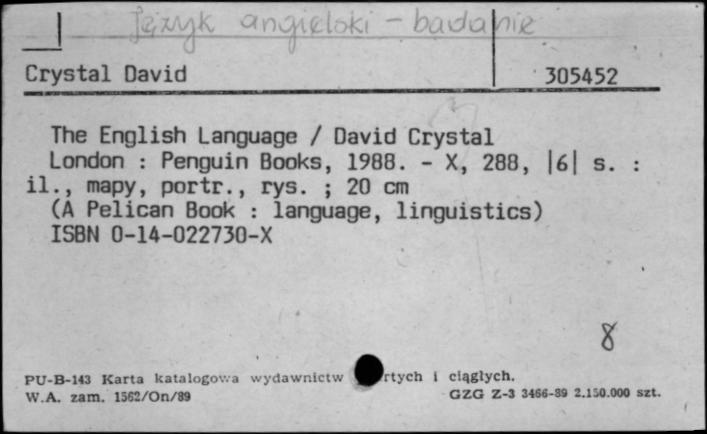 Język angielski - badanie
Crystal David 305452
The English Language / David Crystal
London : Penguin Books, 1988. - X, 288, |6| s. :
il., mapy, portr., rys. ; 20 cm
(A Pelican Book : language, linguistics)
ISBN 0-14-022730-X
8
PU-B-143 Karta katalogowa wydawnictw rtych i ciągłych.
W.A. zam. 1562/On/89 GZG Z-3 3466-89 2.150.000 szt.